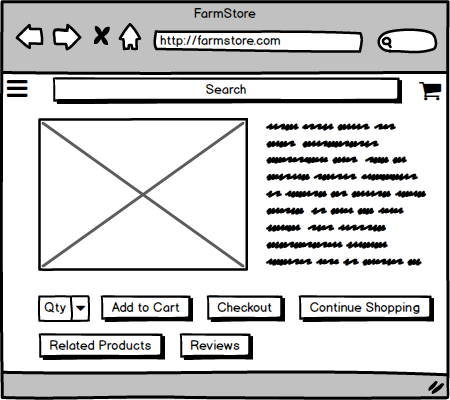 FarmStore
http://farmstore.com
Search
Qty Add to Cart Checkout Continue Shopping
Related Products Reviews